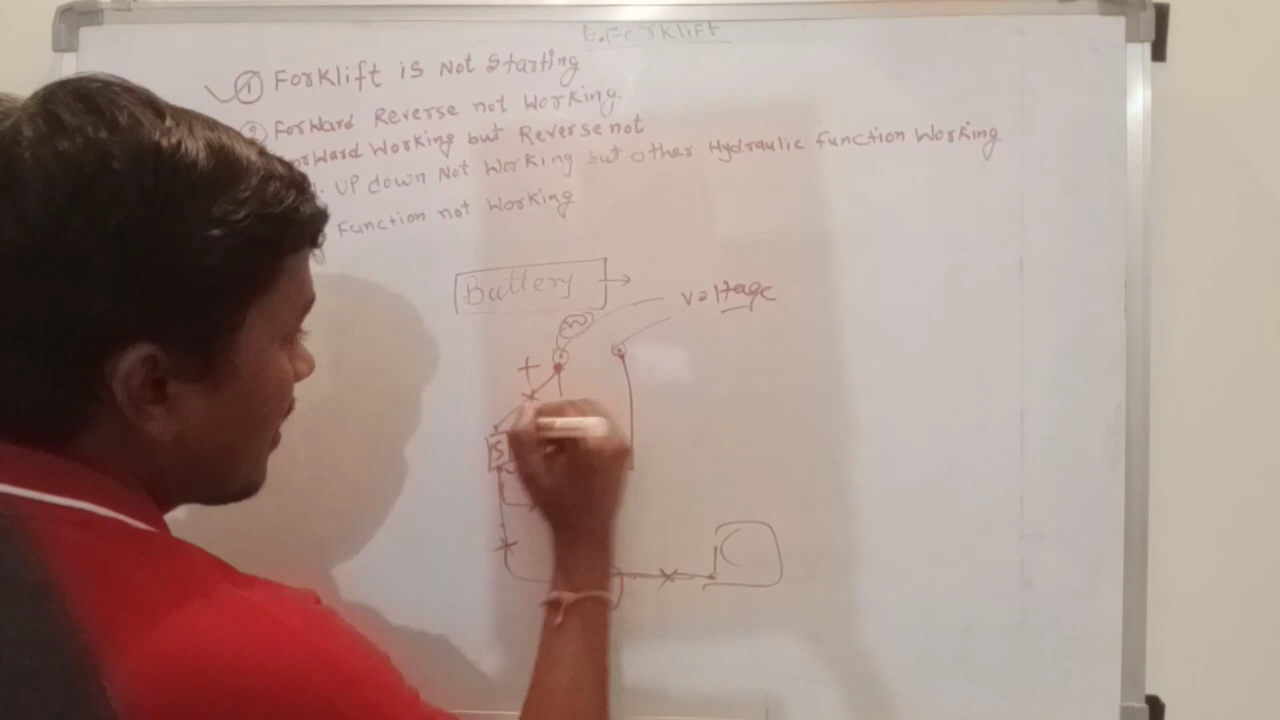 E.Forklift
① Forklift is Not Starting
② Forward Reverse not Working
Forward Working but Reverse not
UP down Not Working but other Hydraulic function Working
Function not Working
Battery
voltage
+
S
C